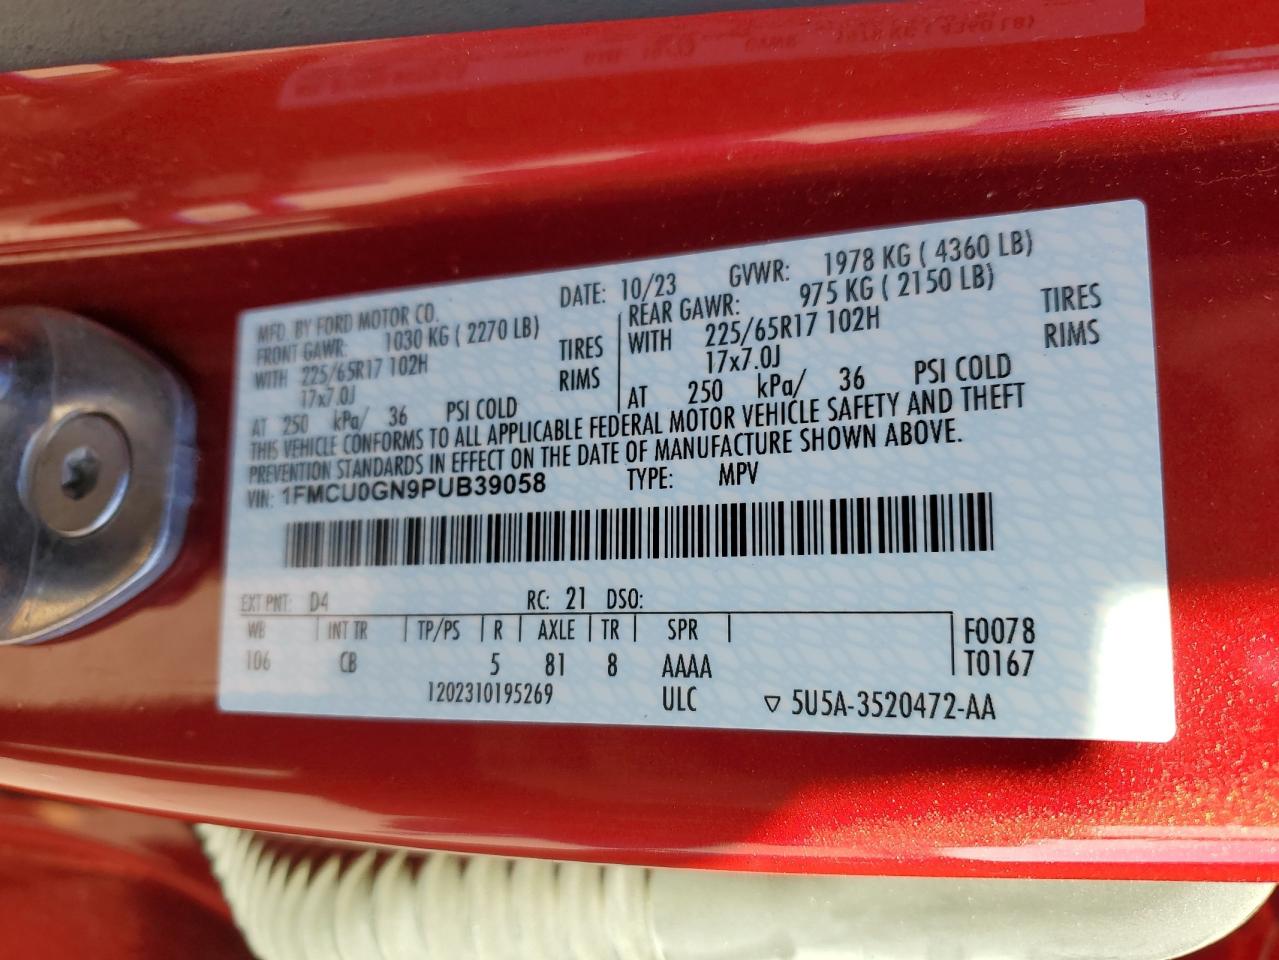 MFD. BY FORD MOTOR CO.
DATE: 10/23 GVWR: 1978 KG ( 4360 LB)
FRONT GAWR: 1030 KG ( 2270 LB)
WITH 225/65R17 102H TIRES
17x7.0J RIMS
AT 250 kPa/ 36 PSI COLD
REAR GAWR: 975 KG ( 2150 LB)
WITH 225/65R17 102H TIRES
17x7.0J RIMS
AT 250 kPa/ 36 PSI COLD
THIS VEHICLE CONFORMS TO ALL APPLICABLE FEDERAL MOTOR VEHICLE SAFETY AND THEFT
PREVENTION STANDARDS IN EFFECT ON THE DATE OF MANUFACTURE SHOWN ABOVE.
VIN: 1FMCU0GN9PUB39058 TYPE: MPV
EXT PNT: D4 RC: 21 DSO:
WB INT TR TP/PS R AXLE TR SPR F0078
106 CB 5 81 8 AAAA T0167
1202310195269 ULC ▽ 5U5A-3520472-AA